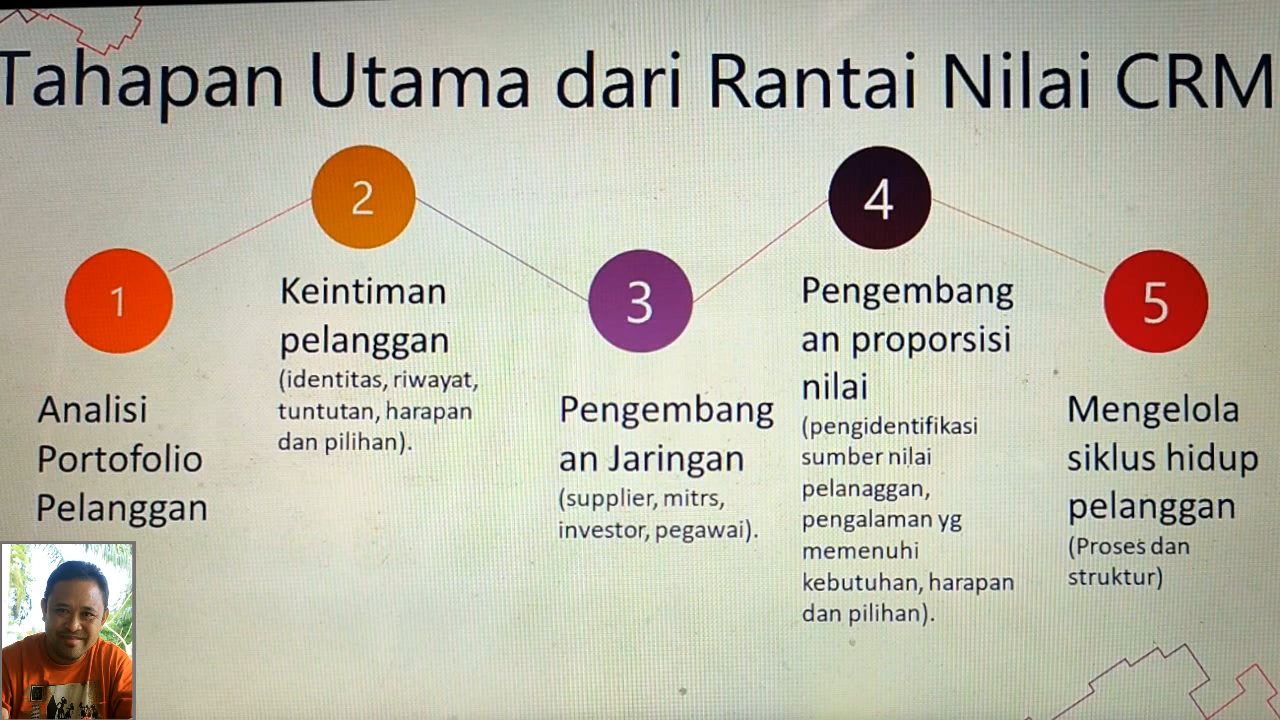 Tahapan Utama dari Rantai Nilai CRM
1
Analisi
Portofolio
Pelanggan
2
Keintiman
pelanggan
(identitas, riwayat,
tuntutan, harapan
dan pilihan).
3
Pengembang
an Jaringan
(supplier, mitrs,
investor, pegawai).
4
Pengembang
an proporsisi
nilai
(pengidentifikasi
sumber nilai
pelanaggan,
pengalaman yg
memenuhi
kebutuhan, harapan
dan pilihan).
5
Mengelola
siklus hidup
pelanggan
(Proses dan
struktur)